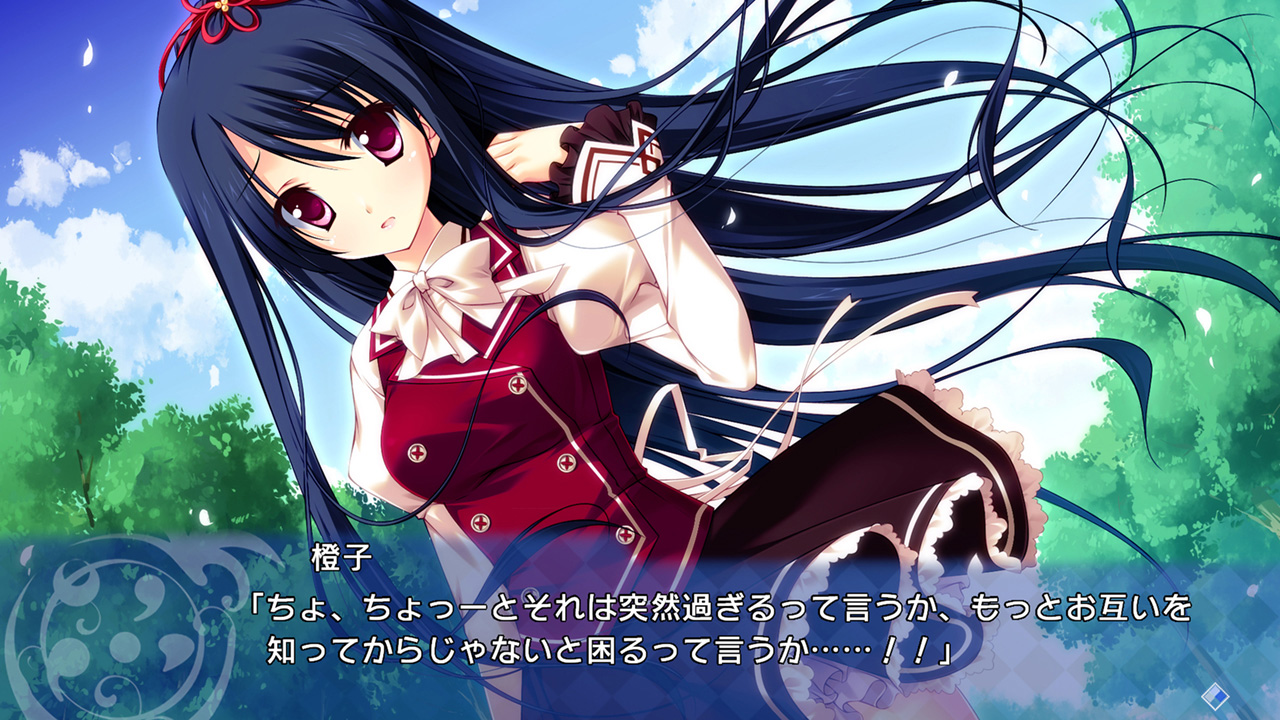 橙子
「ちょ、ちょっーとそれは突然過ぎるって言うか、もっとお互いを
知ってからじゃないと困るって言うか……！！」